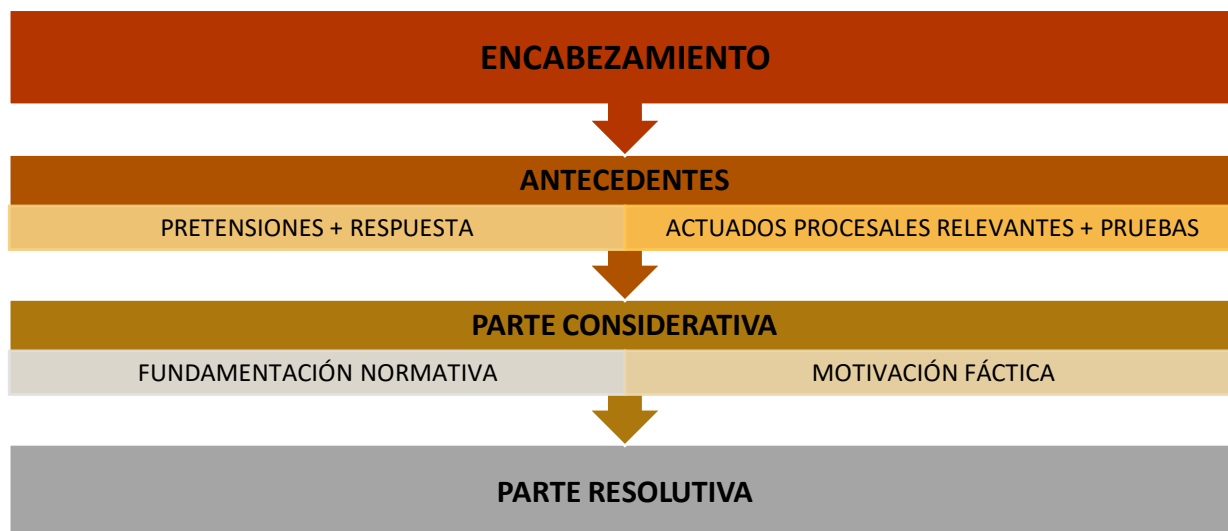 ENCABEZAMIENTO
ANTECEDENTES
PRETENSIONES + RESPUESTA
ACTUADOS PROCESALES RELEVANTES + PRUEBAS
PARTE CONSIDERATIVA
FUNDAMENTACIÓN NORMATIVA
MOTIVACIÓN FÁCTICA
PARTE RESOLUTIVA